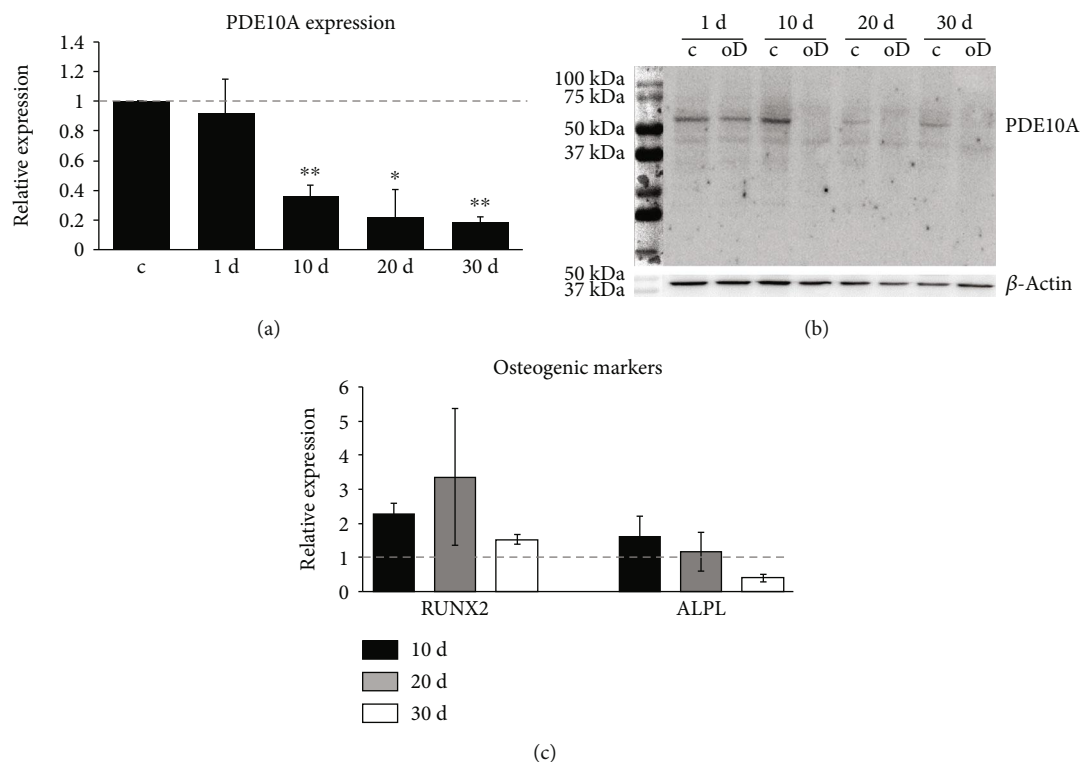 PDE10A expression
Relative expression
1.4
1.2
1
0.8
0.6
0.4
0.2
0
** * **
c 1 d 10 d 20 d 30 d
(a)
1 d 10 d 20 d 30 d
c oD c oD c oD c oD
100 kDa
75 kDa
50 kDa
37 kDa
PDE10A
50 kDa
37 kDa
β-Actin
(b)
Osteogenic markers
Relative expression
6
5
4
3
2
1
0
RUNX2 ALPL
10 d
20 d
30 d
(c)